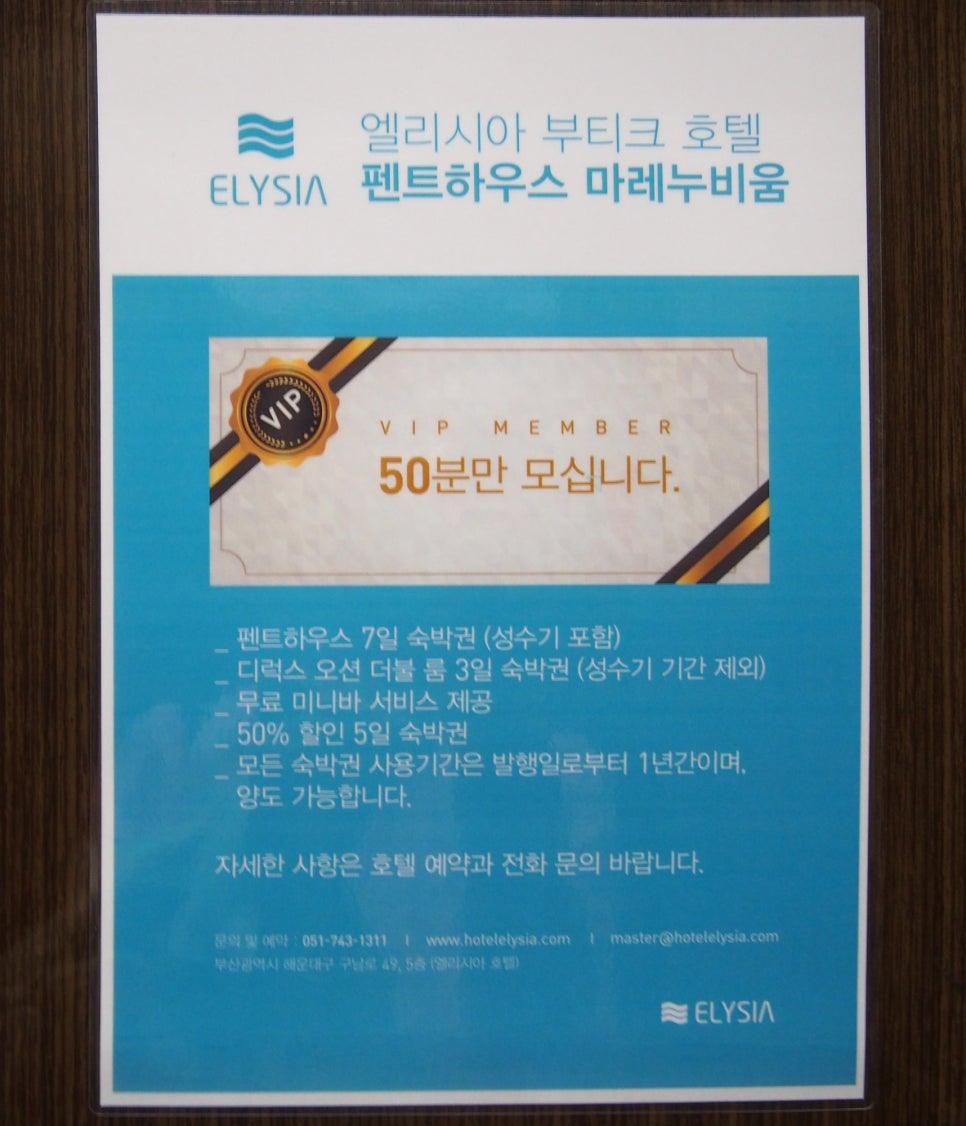 엘리시아 부티크 호텔
ELYSIA 펜트하우스 마레누비움
VIP
VIP MEMBER
50분만 모십니다.
_ 펜트하우스 7일 숙박권 (성수기 포함)
_ 디럭스 오션 더블 룸 3일 숙박권 (성수기 기간 제외)
_ 무료 미니바 서비스 제공
_ 50% 할인 5일 숙박권
_ 모든 숙박권 사용기간은 발행일로부터 1년간이며,
양도 가능합니다.
자세한 사항은 호텔 예약과 전화 문의 바랍니다.
문의 및 예약 : 051-743-1311 | www.hotelelysia.com | master@hotelelysia.com
부산광역시 해운대구 구남로 49, 5층 (엘리시아 호텔)
ELYSIA